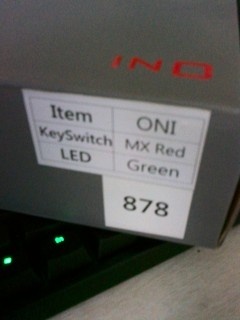 INO
Item ONI
KeySwitch MX Red
LED Green
878